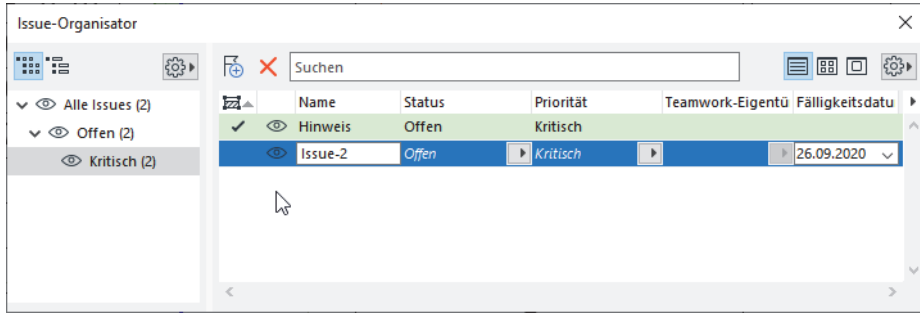 Issue-Organisator
Suchen
Alle Issues (2)
Offen (2)
Kritisch (2)
Name Status Priorität Teamwork-Eigentü Fälligkeitsdatu
Hinweis Offen Kritisch
Issue-2 Offen Kritisch 26.09.2020